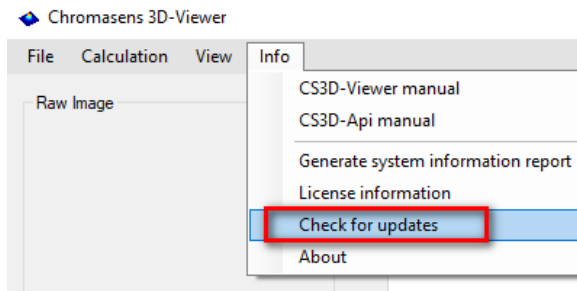 Chromasens 3D-Viewer
File Calculation View Info
Raw Image
CS3D-Viewer manual
CS3D-Api manual
Generate system information report
License information
Check for updates
About